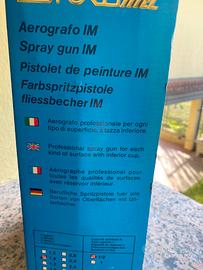 Aerografo IM
Spray gun IM
Pistolet de peinture IM
Farbspritzpistole
fliessbecher IM
Aerografo professionale per ogni
tipo di superficie, a tazza inferiore.
Professional spray gun for each
kind of surface with inferior cup.
Aérographe professionnel pour
toutes les qualités de surfaces
avec réservoir inférieur.
Berufliche Spritzpistole fuer alle
Sorten von Oberflächen mit Un-